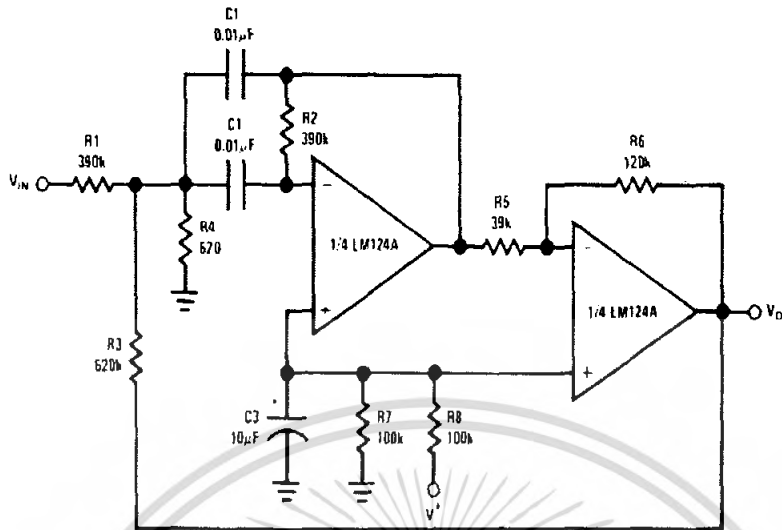 C1
0.01μF
C1
0.01μF
R2
390k
R1
390k
VIN
R4
620
R3
620k
-
1/4 LM124A
+
R5
39k
R6
120k
-
1/4 LM124A
+
VO
C3
10μF
R7
100k
R8
100k
V+